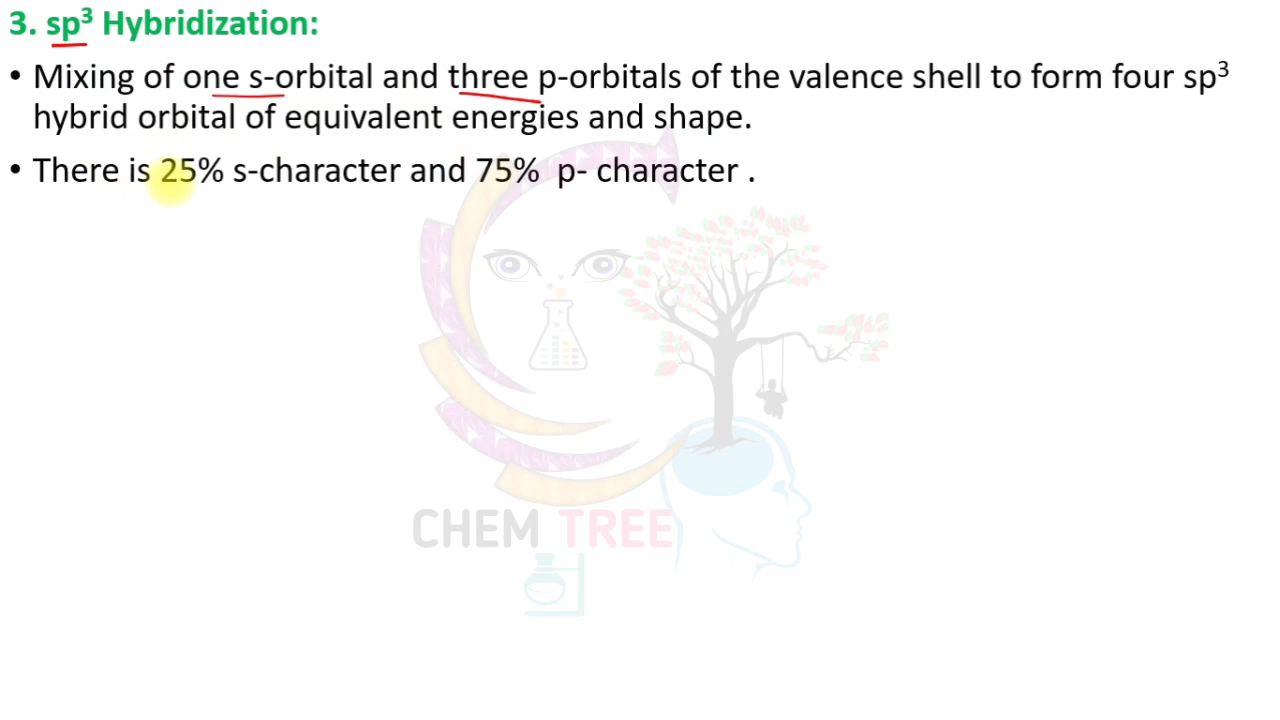 3. sp³ Hybridization:
• Mixing of one s-orbital and three p-orbitals of the valence shell to form four sp³
hybrid orbital of equivalent energies and shape.
• There is 25% s-character and 75%  p- character .
CHEM TREE